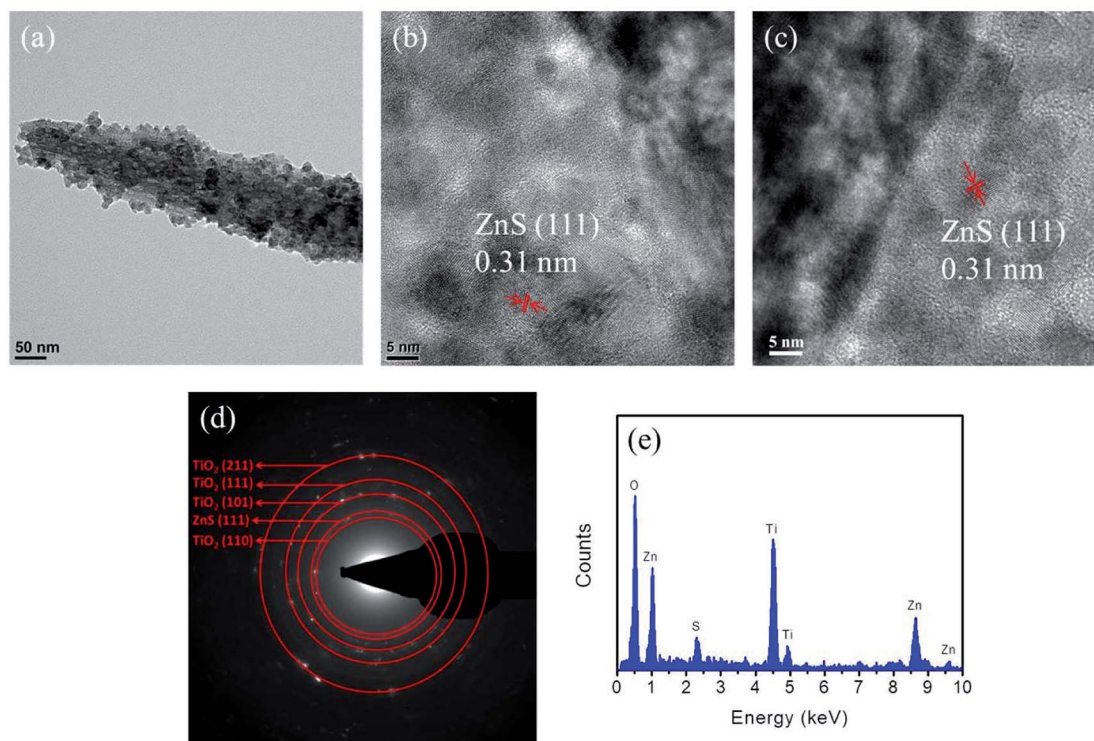 (a)
50 nm
(b)
ZnS (111)
0.31 nm
5 nm
(c)
ZnS (111)
0.31 nm
5 nm
(d)
TiO₂ (211)
TiO₂ (111)
TiO₂ (101)
ZnS (111)
TiO₂ (110)
(e)
Counts
O
Zn
S
Ti
Ti
Zn
Zn
0 1 2 3 4 5 6 7 8 9 10
Energy (keV)